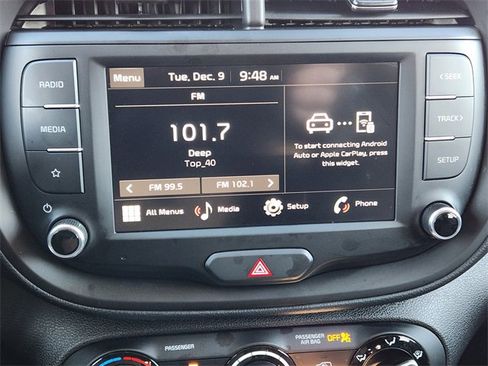 RADIO
MEDIA
Menu
Tue, Dec. 9 9:48 AM
FM
101.7
Deep
Top_40
< FM 99.5
FM 102.1 >
To start connecting Android
Auto or Apple CarPlay, press
this widget.
All Menus
Media
Setup
Phone
< SEEK
TRACK >
SETUP
PASSENGER
PASSENGER
AIR BAG
OFF